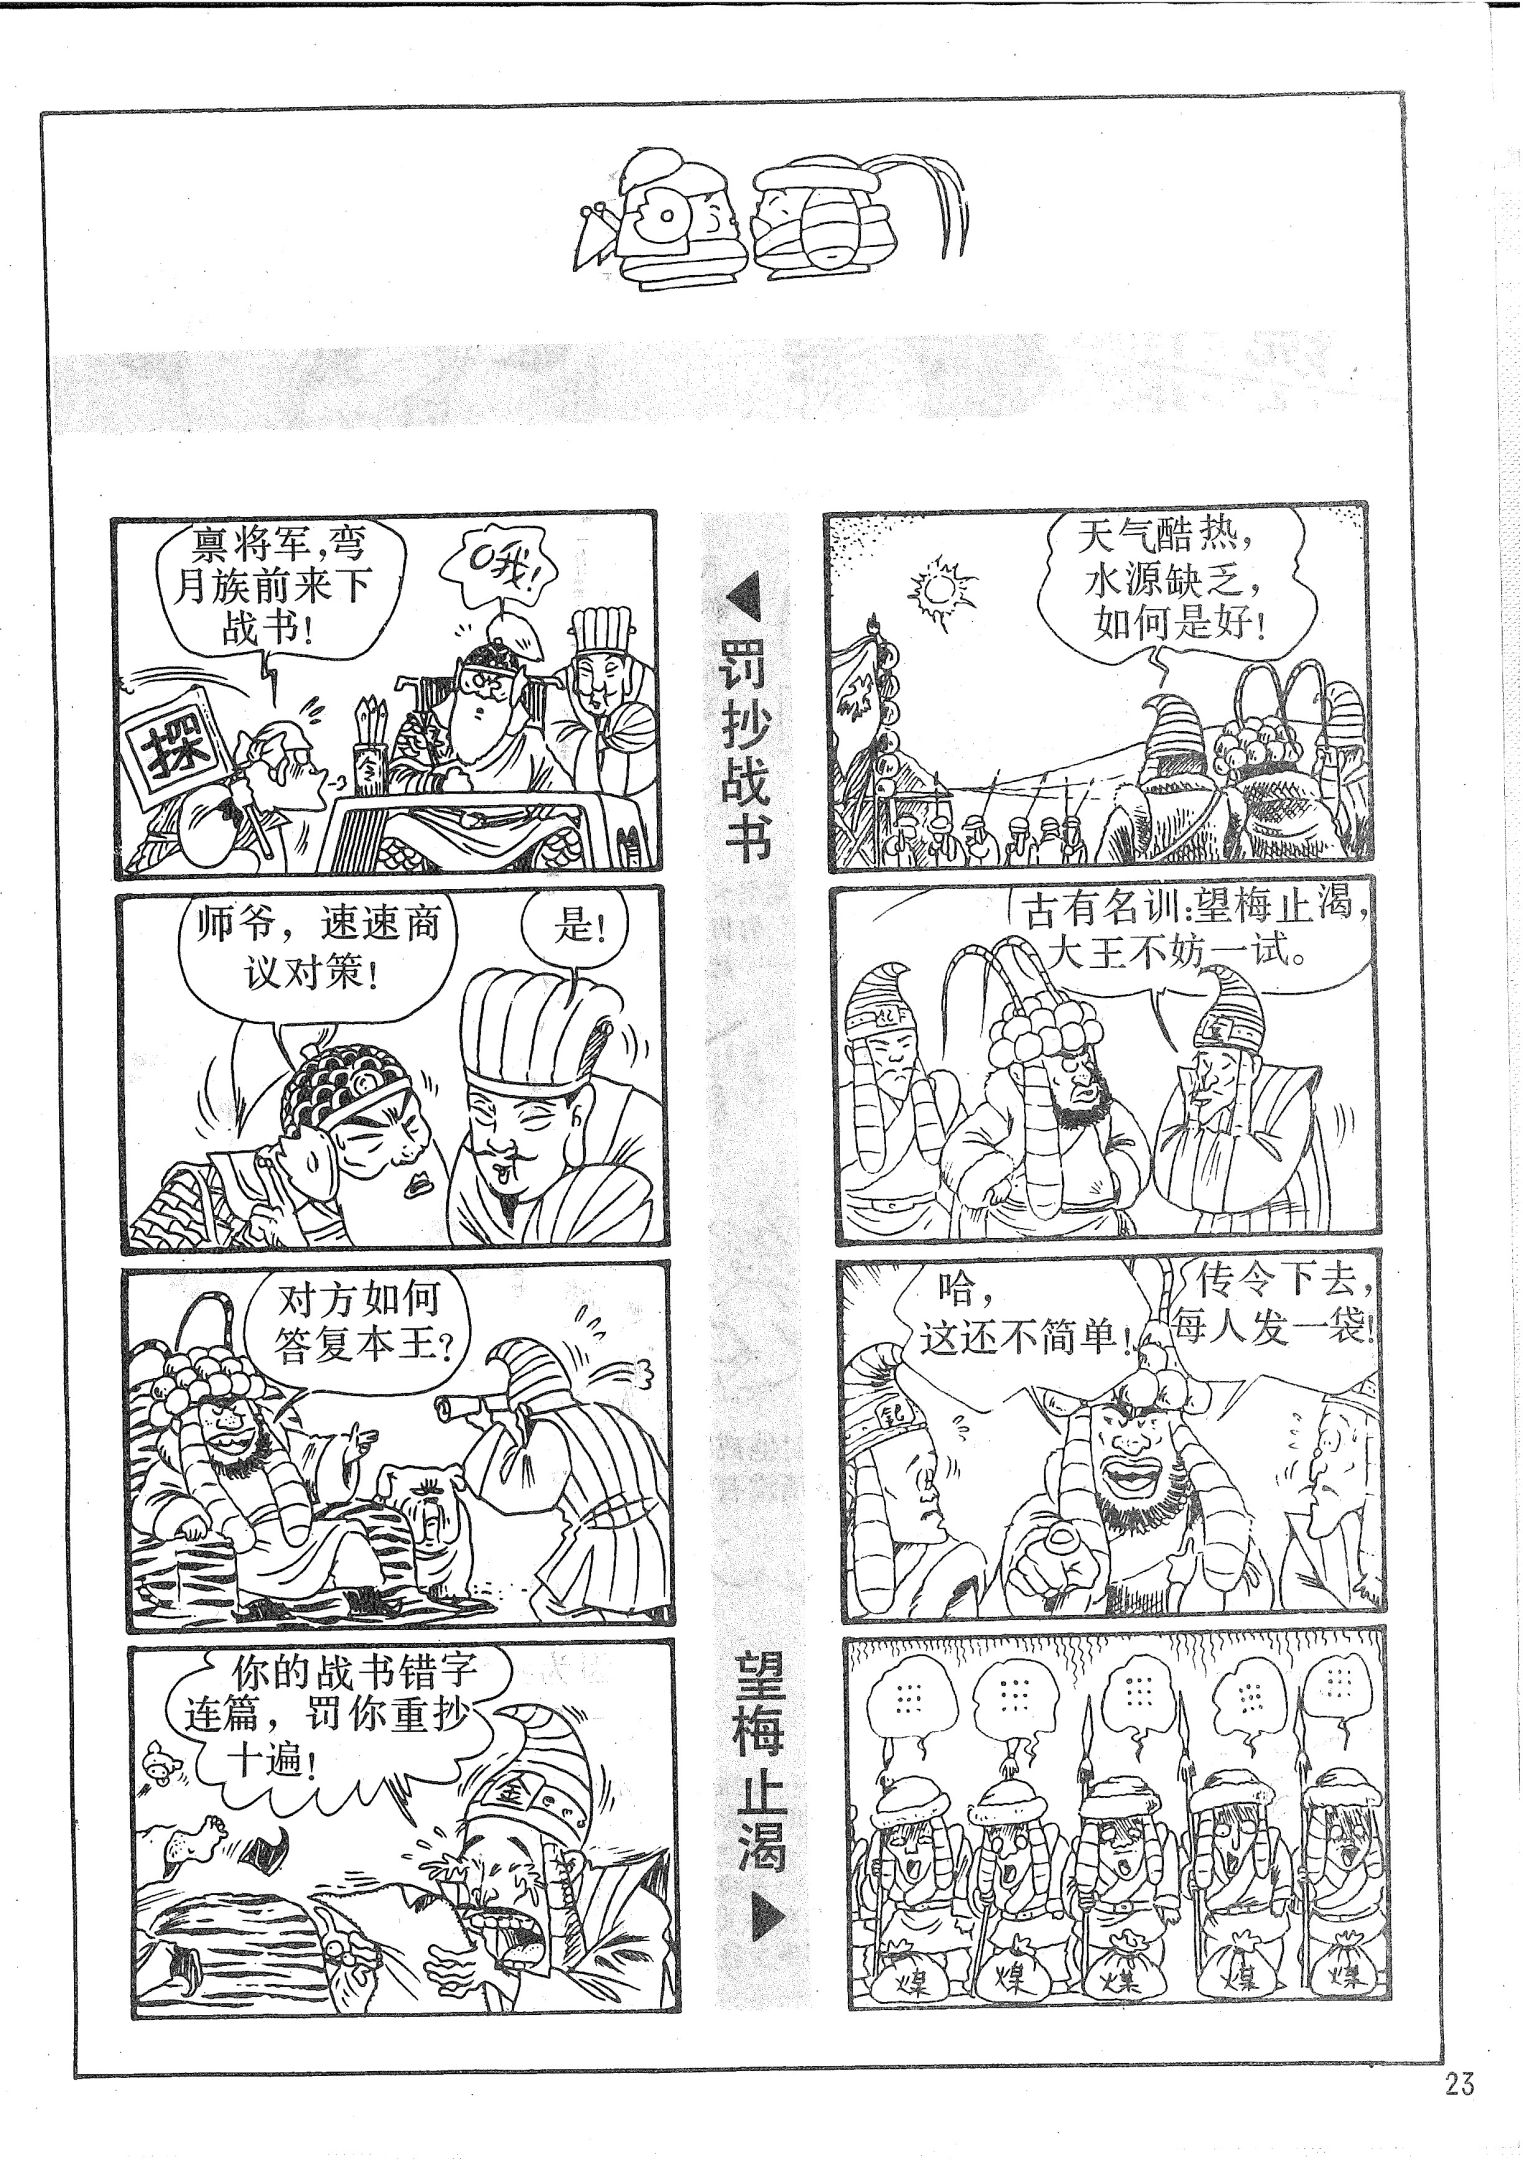 罚抄战书
禀将军,弯
月族前来下
战书!
哦!
探
令
师爷,速速商
议对策!
是!
对方如何
答复本王?
你的战书错字
连篇,罚你重抄
十遍!
金
望梅止渴
天气酷热,
水源缺乏,
如何是好!
古有名训:望梅止渴,
大王不妨一试。
哈,
这还不简单!
传令下去,
每人发一袋!
煤
煤
煤
煤
煤
23